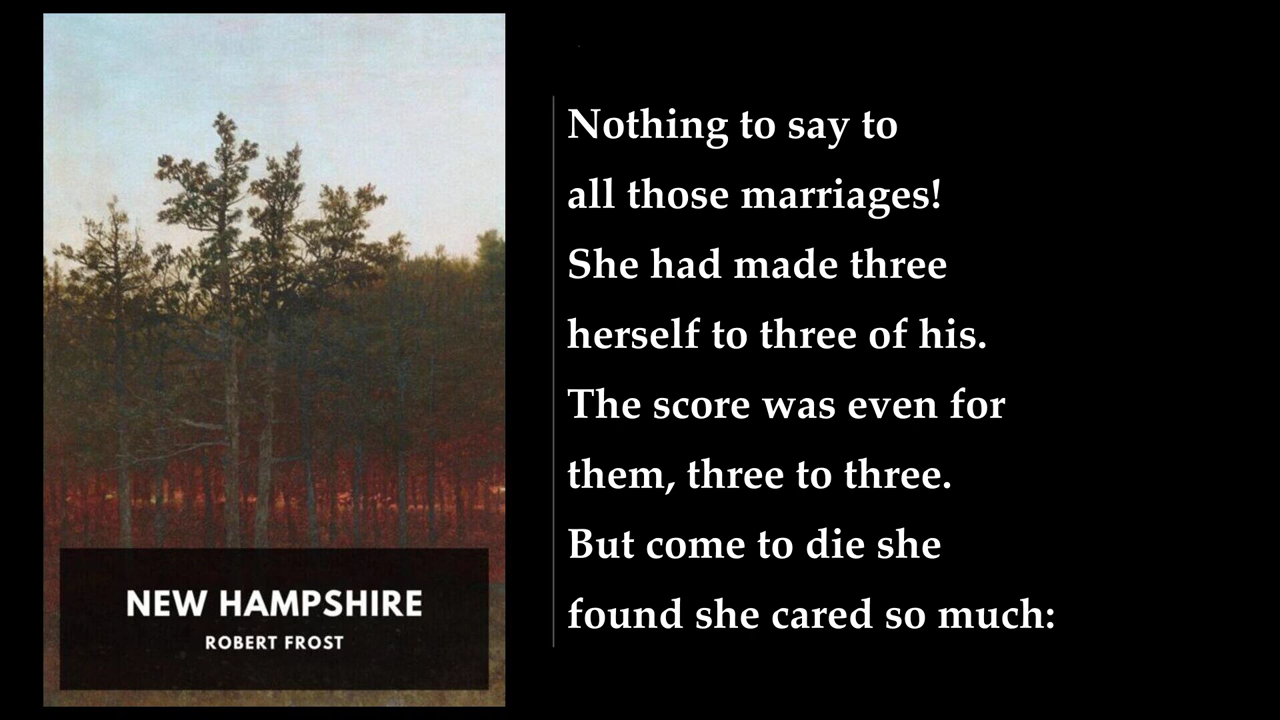 NEW HAMPSHIRE
ROBERT FROST
Nothing to say to
all those marriages!
She had made three
herself to three of his.
The score was even for
them, three to three.
But come to die she
found she cared so much: